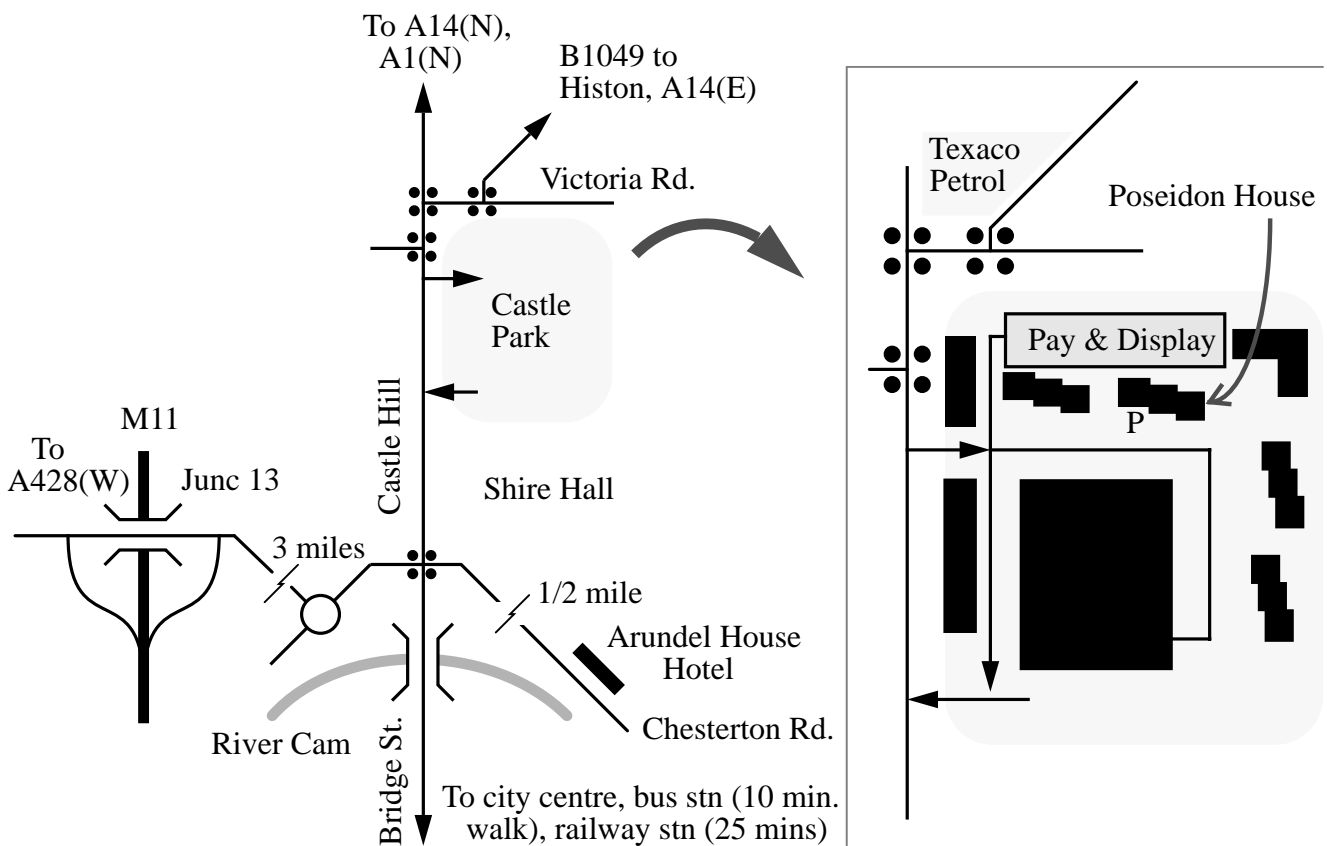 To A14(N),
A1(N)
B1049 to
Histon, A14(E)
Victoria Rd.
Castle
Park
Castle Hill
Shire Hall
M11
To
A428(W)
Junc 13
3 miles
1/2 mile
Arundel House
Hotel
Chesterton Rd.
River Cam
Bridge St.
To city centre, bus stn (10 min.
walk), railway stn (25 mins)
Texaco
Petrol
Poseidon House
Pay & Display
P